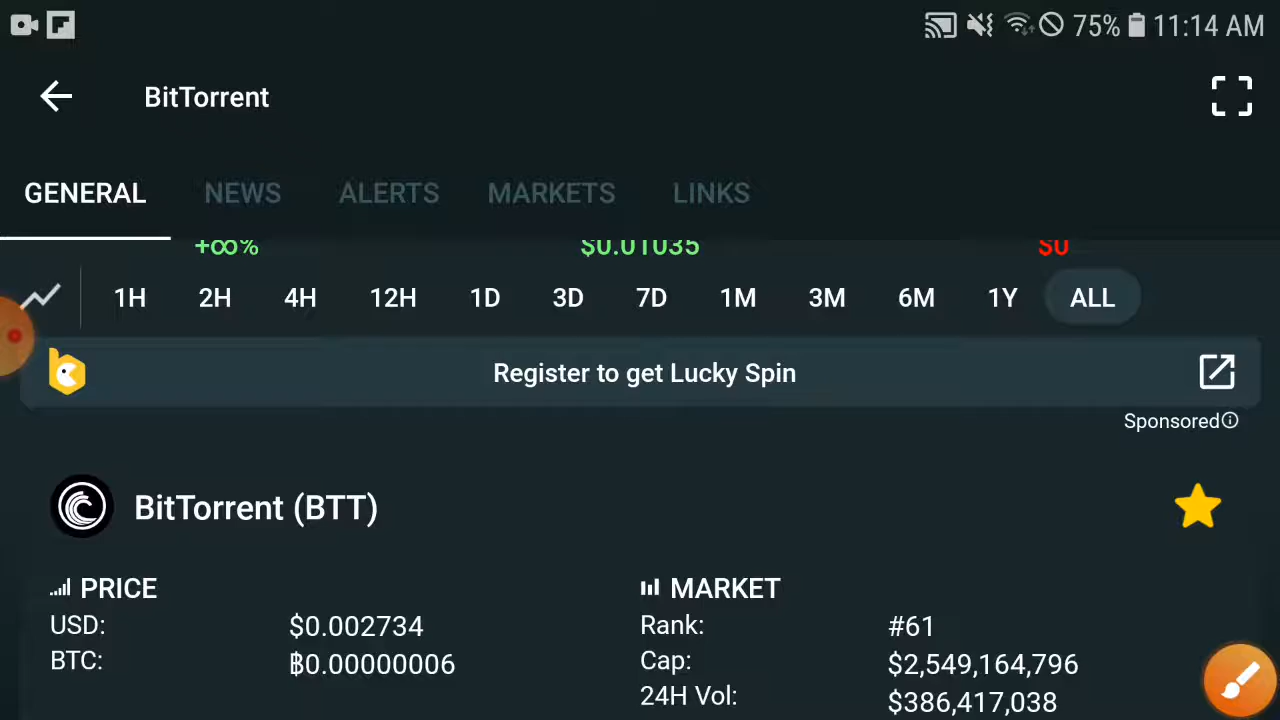 75% 11:14 AM
BitTorrent
GENERAL NEWS ALERTS MARKETS LINKS
+∞% $0.01035 $0
1H 2H 4H 12H 1D 3D 7D 1M 3M 6M 1Y ALL
Register to get Lucky Spin
Sponsored
BitTorrent (BTT)
PRICE
USD: $0.002734
BTC: ₿0.00000006
MARKET
Rank: #61
Cap: $2,549,164,796
24H Vol: $386,417,038